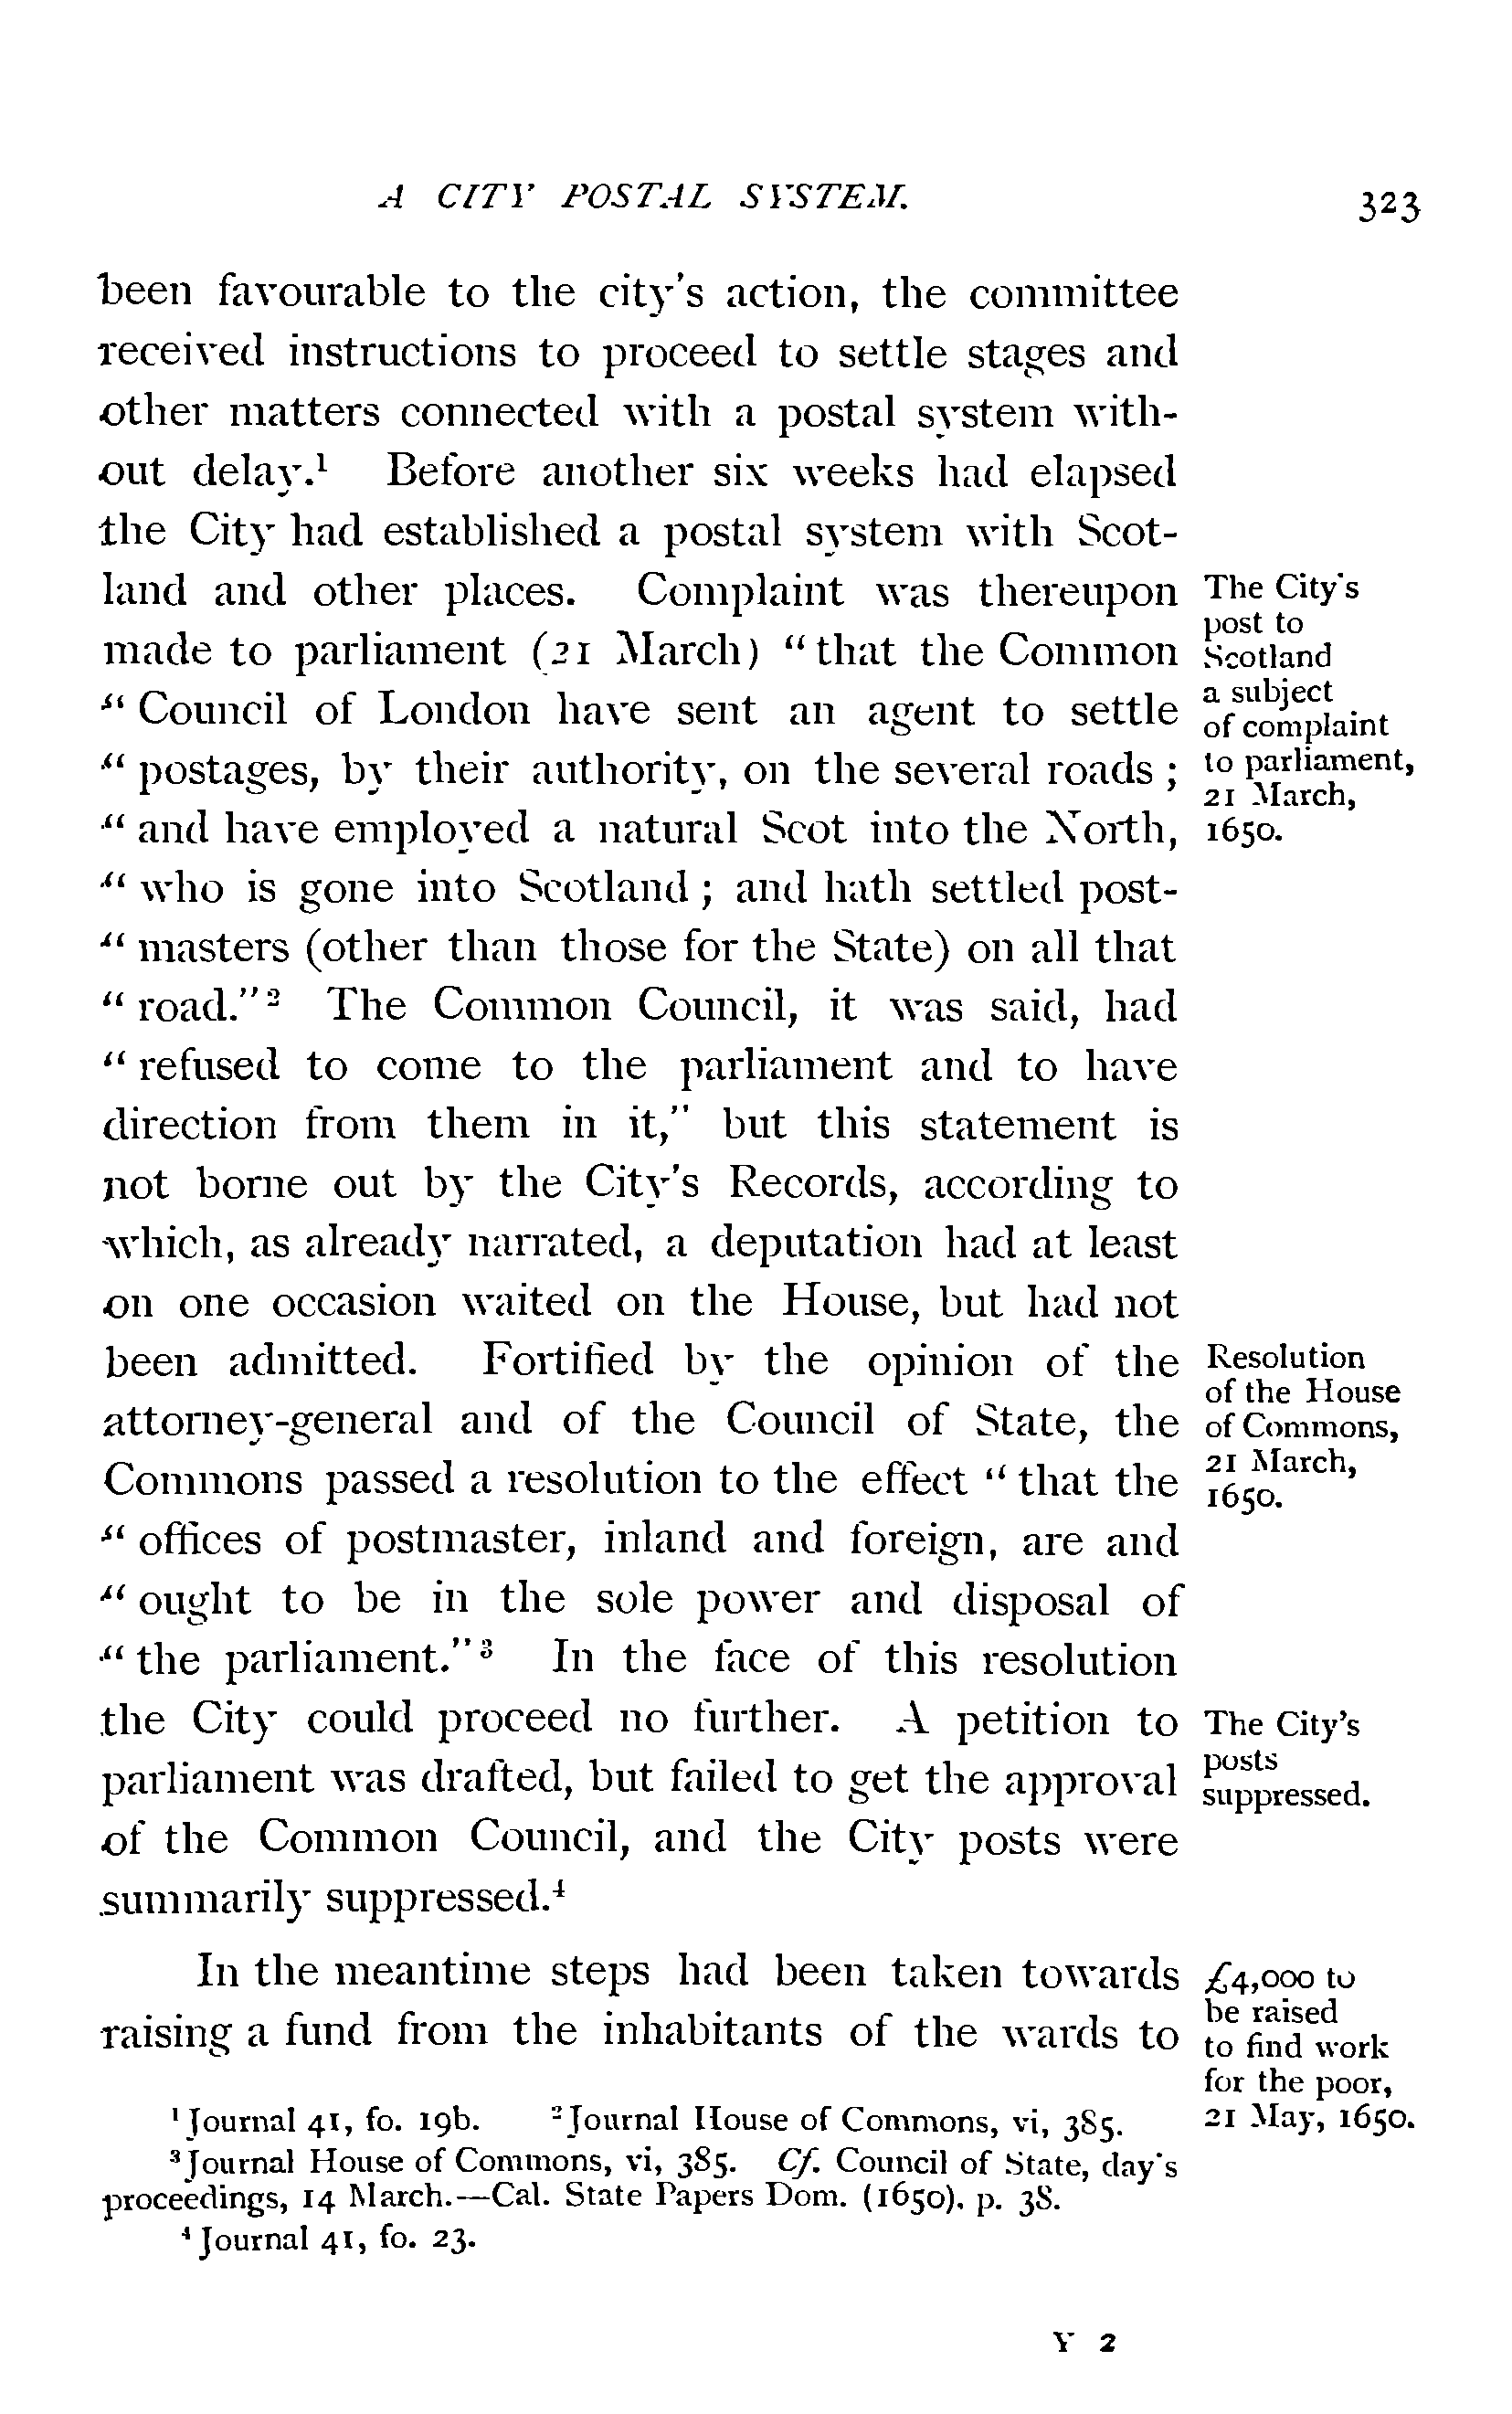 A CITY POSTAL SYSTEM.
323
been favourable to the city's action, the committee
received instructions to proceed to settle stages and
other matters connected with a postal system with-
out delay.¹ Before another six weeks had elapsed
the City had established a postal system with Scot-
land and other places. Complaint was thereupon
made to parliament (21 March) “that the Common
“ Council of London have sent an agent to settle
“ postages, by their authority, on the several roads ;
“ and have employed a natural Scot into the North,
“ who is gone into Scotland ; and hath settled post-
“ masters (other than those for the State) on all that
“ road.”² The Common Council, it was said, had
“ refused to come to the parliament and to have
direction from them in it,” but this statement is
not borne out by the City's Records, according to
which, as already narrated, a deputation had at least
on one occasion waited on the House, but had not
been admitted. Fortified by the opinion of the
attorney-general and of the Council of State, the
Commons passed a resolution to the effect “ that the
“ offices of postmaster, inland and foreign, are and
“ ought to be in the sole power and disposal of
“ the parliament.”³ In the face of this resolution
the City could proceed no further. A petition to
parliament was drafted, but failed to get the approval
of the Common Council, and the City posts were
summarily suppressed.⁴
In the meantime steps had been taken towards
raising a fund from the inhabitants of the wards to
The City's
post to
Scotland
a subject
of complaint
to parliament,
21 March,
1650.
Resolution
of the House
of Commons,
21 March,
1650.
The City's
posts
suppressed.
£4,000 to
be raised
to find work
for the poor,
21 May, 1650.
¹ Journal 41, fo. 19b. ² Journal House of Commons, vi, 385.
³ Journal House of Commons, vi, 385. Cf. Council of State, day's
proceedings, 14 March.—Cal. State Papers Dom. (1650), p. 38.
⁴ Journal 41, fo. 23.
Y 2